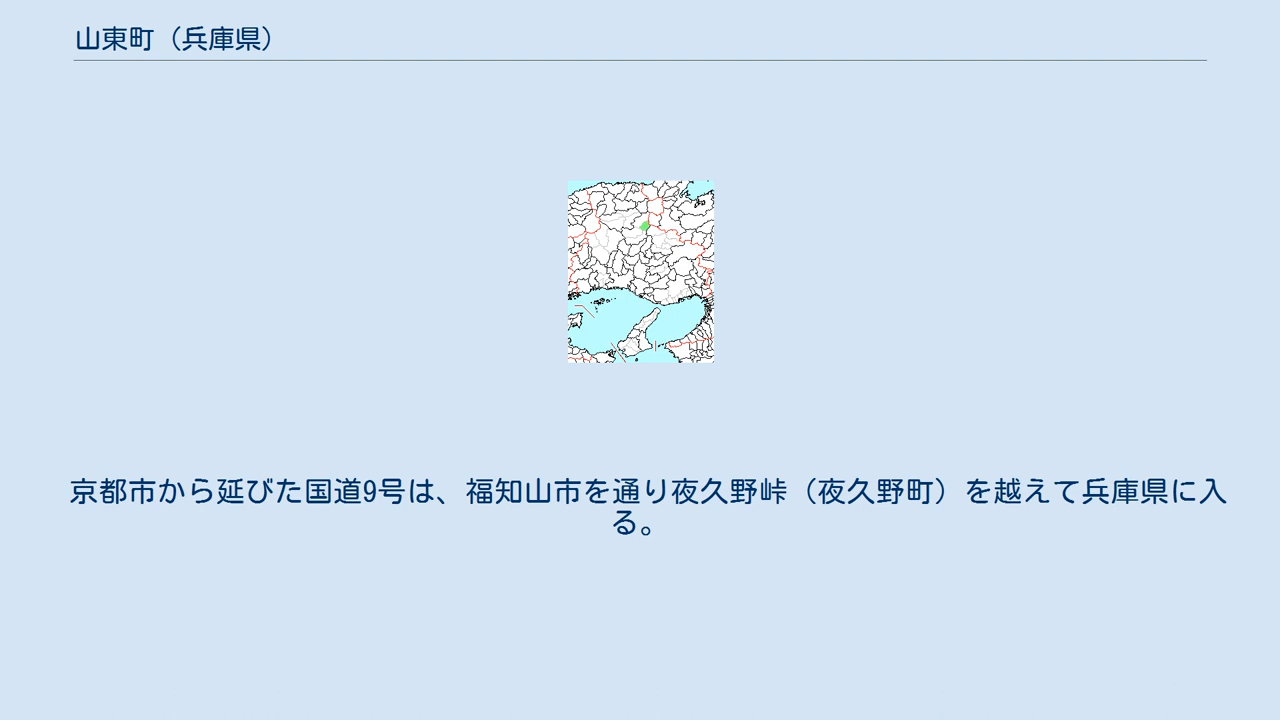 山東町（兵庫県）
京都市から延びた国道9号は、福知山市を通り夜久野峠（夜久野町）を越えて兵庫県に入
る。